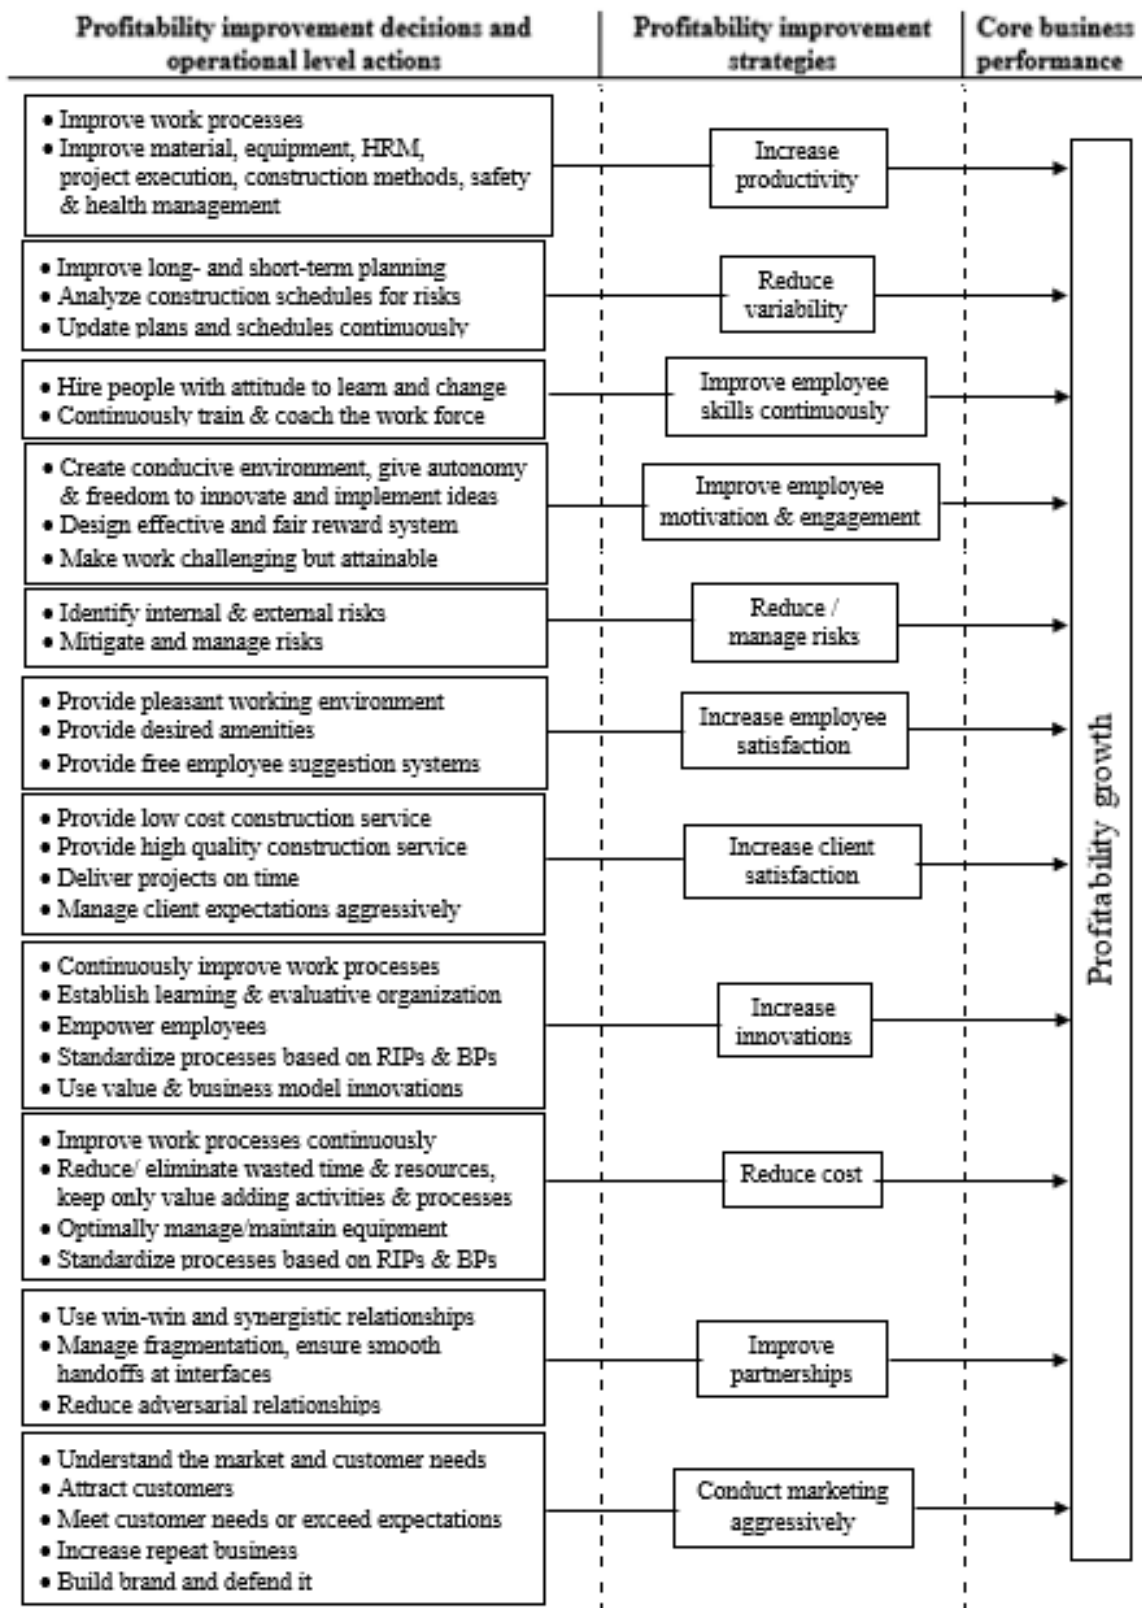 Profitability improvement decisions and
operational level actions
Profitability improvement
strategies
Core business
performance
• Improve work processes
• Improve material, equipment, HRM,
project execution, construction methods, safety
& health management
Increase
productivity
• Improve long- and short-term planning
• Analyze construction schedules for risks
• Update plans and schedules continuously
Reduce
variability
• Hire people with attitude to learn and change
• Continuously train & coach the work force
Improve employee
skills continuously
• Create conducive environment, give autonomy
& freedom to innovate and implement ideas
• Design effective and fair reward system
• Make work challenging but attainable
Improve employee
motivation & engagement
• Identify internal & external risks
• Mitigate and manage risks
Reduce /
manage risks
• Provide pleasant working environment
• Provide desired amenities
• Provide free employee suggestion systems
Increase employee
satisfaction
• Provide low cost construction service
• Provide high quality construction service
• Deliver projects on time
• Manage client expectations aggressively
Increase client
satisfaction
• Continuously improve work processes
• Establish learning & evaluative organization
• Empower employees
• Standardize processes based on RIPs & BPs
• Use value & business model innovations
Increase
innovations
• Improve work processes continuously
• Reduce/ eliminate wasted time & resources,
keep only value adding activities & processes
• Optimally manage/maintain equipment
• Standardize processes based on RIPs & BPs
Reduce cost
• Use win-win and synergistic relationships
• Manage fragmentation, ensure smooth
handoffs at interfaces
• Reduce adversarial relationships
Improve
partnerships
• Understand the market and customer needs
• Attract customers
• Meet customer needs or exceed expectations
• Increase repeat business
• Build brand and defend it
Conduct marketing
aggressively
Profitability growth